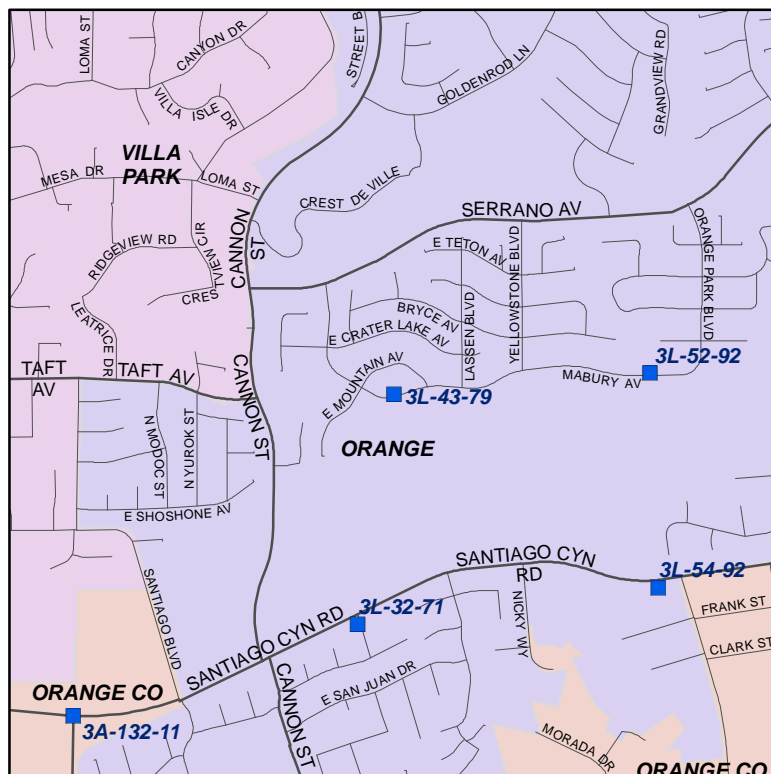 LOMA ST
CANYON DR
STREET B
GOLDENROD LN
GRANDVIEW RD
VILLA ISLE DR
VILLA
PARK
MESA DR
LOMA ST
CREST DE VILLE
SERRANO AV
ORANGE PARK BLVD
CANNON
ST
RIDGEVIEW RD
TVIEW CIR
CRES
E TETON AV
YELLOWSTONE BLVD
LEATRICE DR
BRYCE AV
LASSEN BLVD
E CRATER LAKE AV
3L-52-92
TAFT
AV
TAFT AV
CANNON ST
E MOUNTAIN AV
3L-43-79
MABURY AV
N MODOC ST
N YUROK ST
ORANGE
E SHOSHONE AV
SANTIAGO CYN
RD
3L-54-92
SANTIAGO BLVD
SANTIAGO CYN RD
3L-32-71
NICKY WY
FRANK ST
CLARK ST
ORANGE CO
3A-132-11
CANNON ST
E SAN JUAN DR
MORADA DR
ORANGE CO